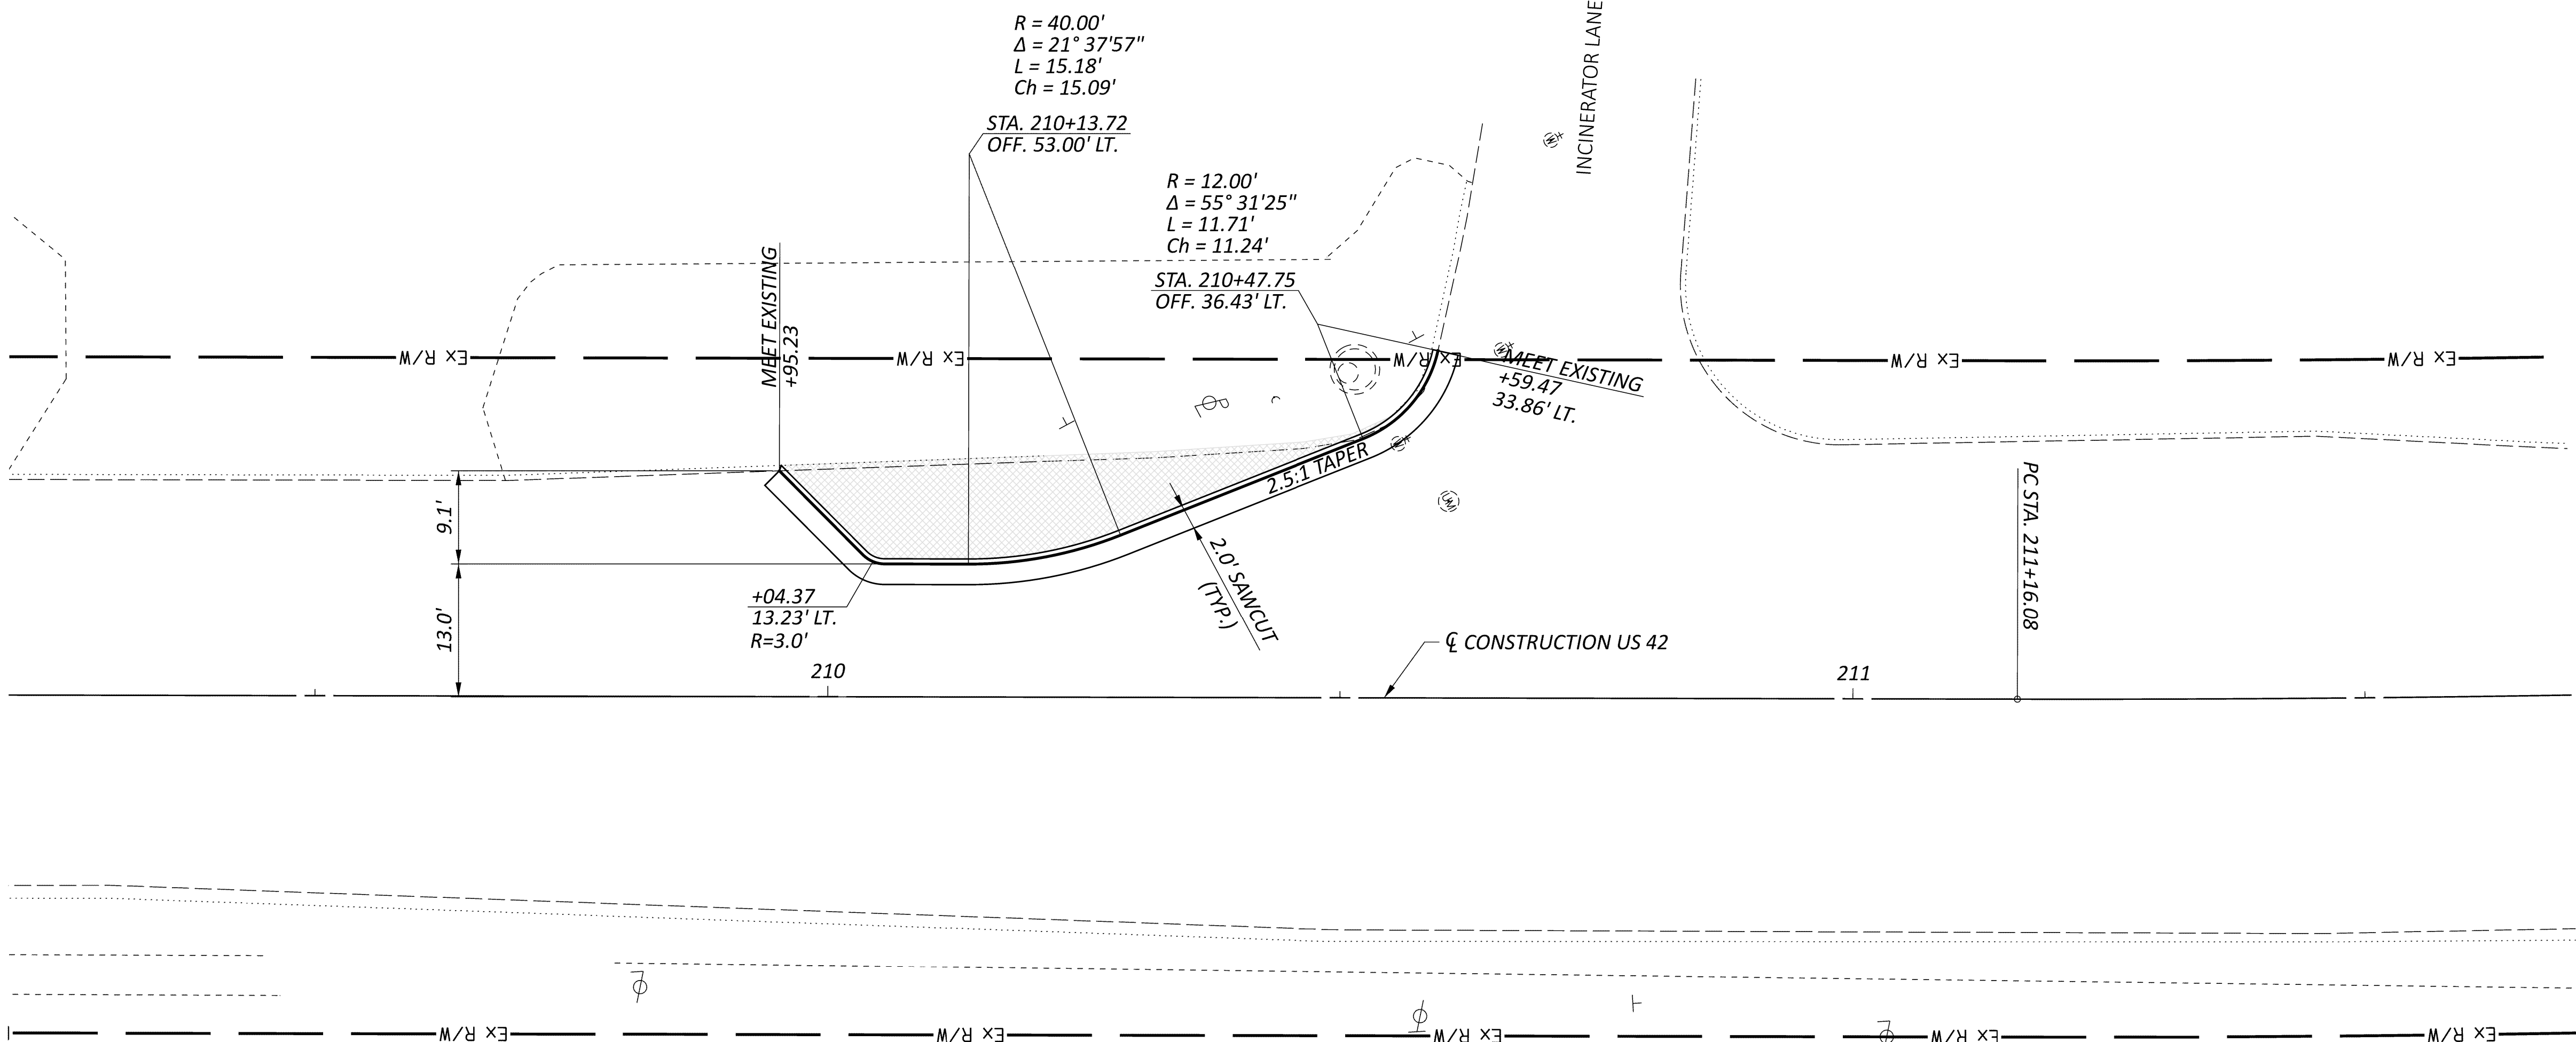 R = 40.00'
Δ = 21° 37'57"
L = 15.18'
Ch = 15.09'
STA. 210+13.72
OFF. 53.00' LT.
INCINERATOR LANE
R = 12.00'
Δ = 55° 31'25"
L = 11.71'
Ch = 11.24'
STA. 210+47.75
OFF. 36.43' LT.
MEET EXISTING
+95.23
Ex R/W
Ex R/W
Ex R/W
Ex R/W
Ex R/W
MEET EXISTING
+59.47
33.86' LT.
W
W
W
UM
2.5:1 TAPER
2.0' SAWCUT
(TYP.)
9.1'
13.0'
+04.37
13.23' LT.
R=3.0'
PC STA. 211+16.08
℄ CONSTRUCTION US 42
210
211
Ex R/W
Ex R/W
Ex R/W
Ex R/W
Ex R/W